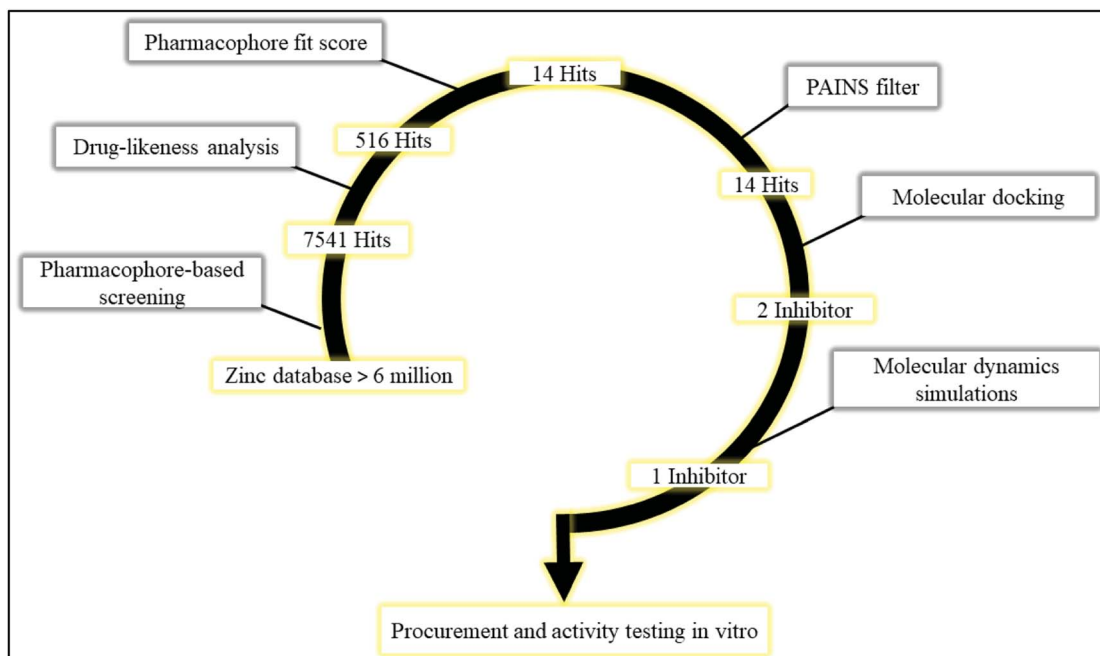 Pharmacophore fit score
14 Hits
PAINS filter
516 Hits
Drug-likeness analysis
14 Hits
Molecular docking
7541 Hits
Pharmacophore-based
screening
2 Inhibitor
Zinc database > 6 million
Molecular dynamics
simulations
1 Inhibitor
Procurement and activity testing in vitro